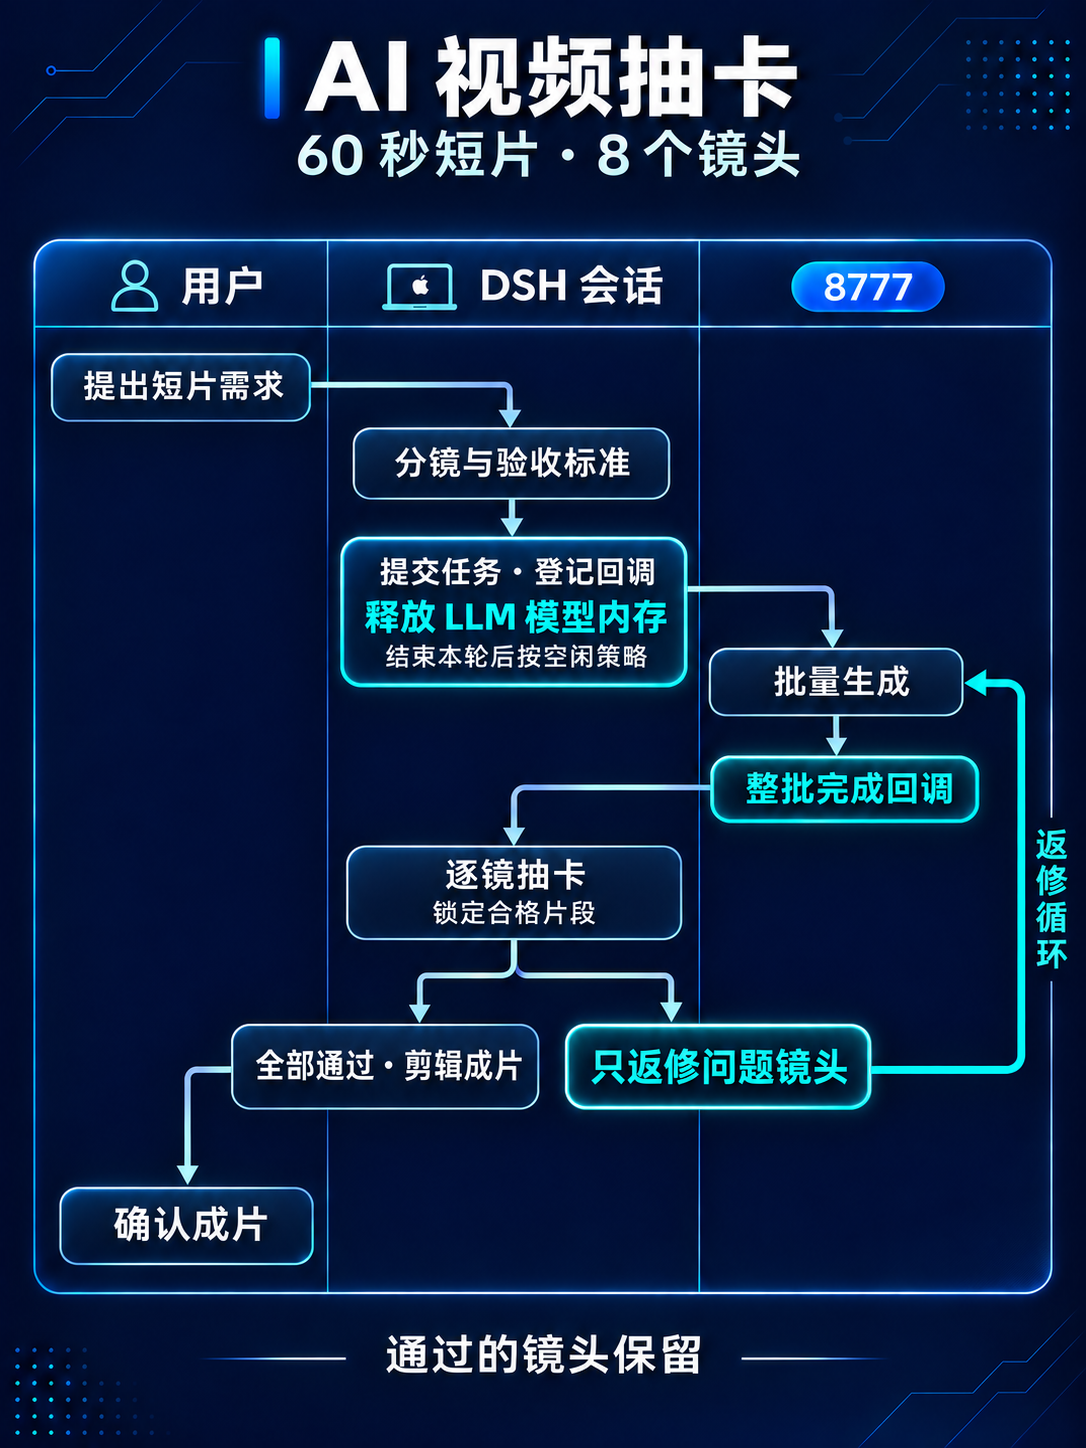 AI 视频抽卡
60 秒短片·8 个镜头
用户
DSH 会话
8777
提出短片需求
分镜与验收标准
提交任务·登记回调
释放 LLM 模型内存
结束本轮后按空闲策略
批量生成
整批完成回调
逐镜抽卡
锁定合格片段
全部通过·剪辑成片
只返修问题镜头
返修循环
确认成片
通过的镜头保留